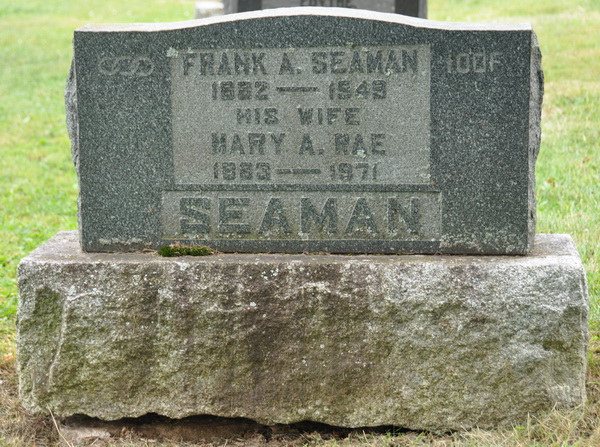 FRANK A. SEAMAN
IOOF
1882 — 1949
HIS WIFE
MARY A. RAE
1883 — 1971
SEAMAN